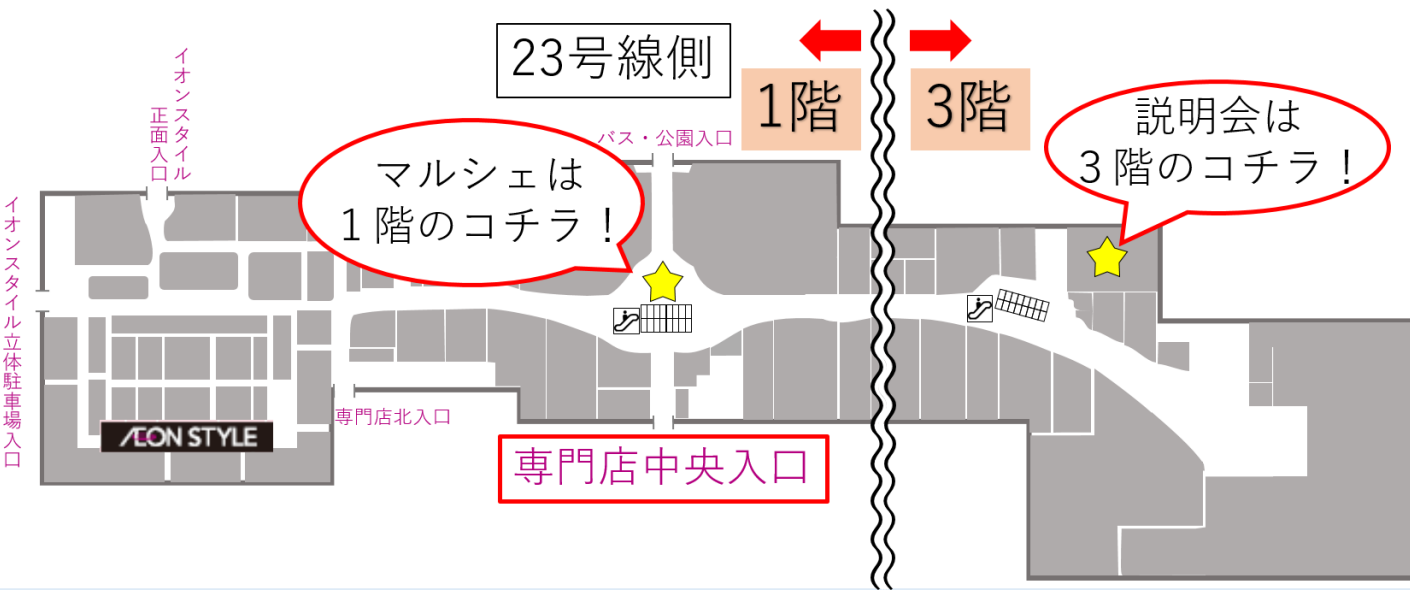 23号線側
1階
3階
イオンスタイル
正面入口
バス・公園入口
マルシェは
１階のコチラ！
説明会は
３階のコチラ！
イオンスタイル立体駐車場入口
専門店北入口
ÆON STYLE
専門店中央入口